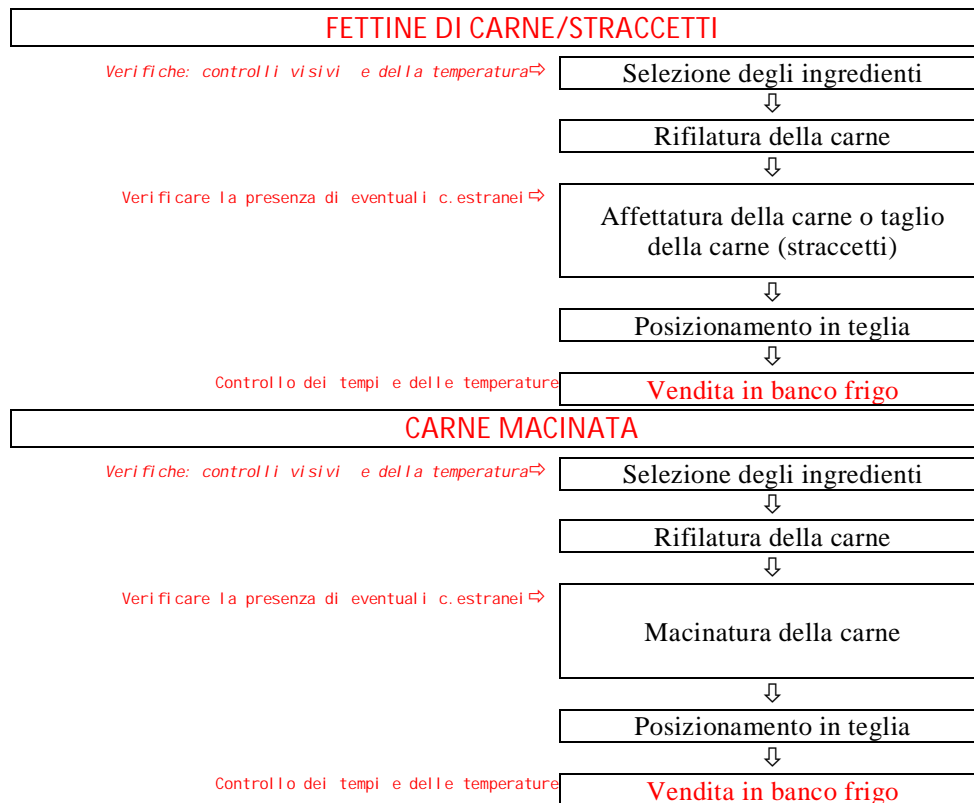 FETTINE DI CARNE/STRACCETTI
Verifiche: controlli visivi e della temperatura⇨ Selezione degli ingredienti
⇩
Rifilatura della carne
⇩
Verificare la presenza di eventuali c.estranei⇨ Affettatura della carne o taglio
della carne (straccetti)
⇩
Posizionamento in teglia
⇩
Controllo dei tempi e delle temperature Vendita in banco frigo
CARNE MACINATA
Verifiche: controlli visivi e della temperatura⇨ Selezione degli ingredienti
⇩
Rifilatura della carne
⇩
Verificare la presenza di eventuali c.estranei⇨
Macinatura della carne
⇩
Posizionamento in teglia
⇩
Controllo dei tempi e delle temperature Vendita in banco frigo